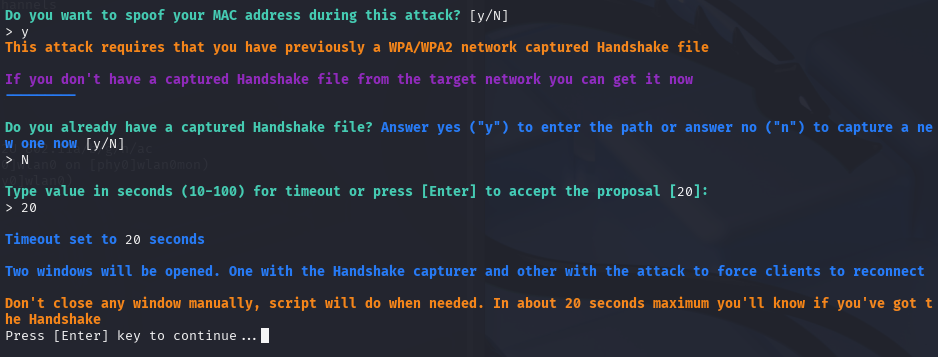 Do you want to spoof your MAC address during this attack? [y/N]
> y
This attack requires that you have previously a WPA/WPA2 network captured Handshake file
If you don't have a captured Handshake file from the target network you can get it now
Do you already have a captured Handshake file? Answer yes ("y") to enter the path or answer no ("n") to capture a ne
w one now [y/N]
> N
Type value in seconds (10-100) for timeout or press [Enter] to accept the proposal [20]:
> 20
Timeout set to 20 seconds
Two windows will be opened. One with the Handshake capturer and other with the attack to force clients to reconnect
Don't close any window manually, script will do when needed. In about 20 seconds maximum you'll know if you've got t
he Handshake
Press [Enter] key to continue...